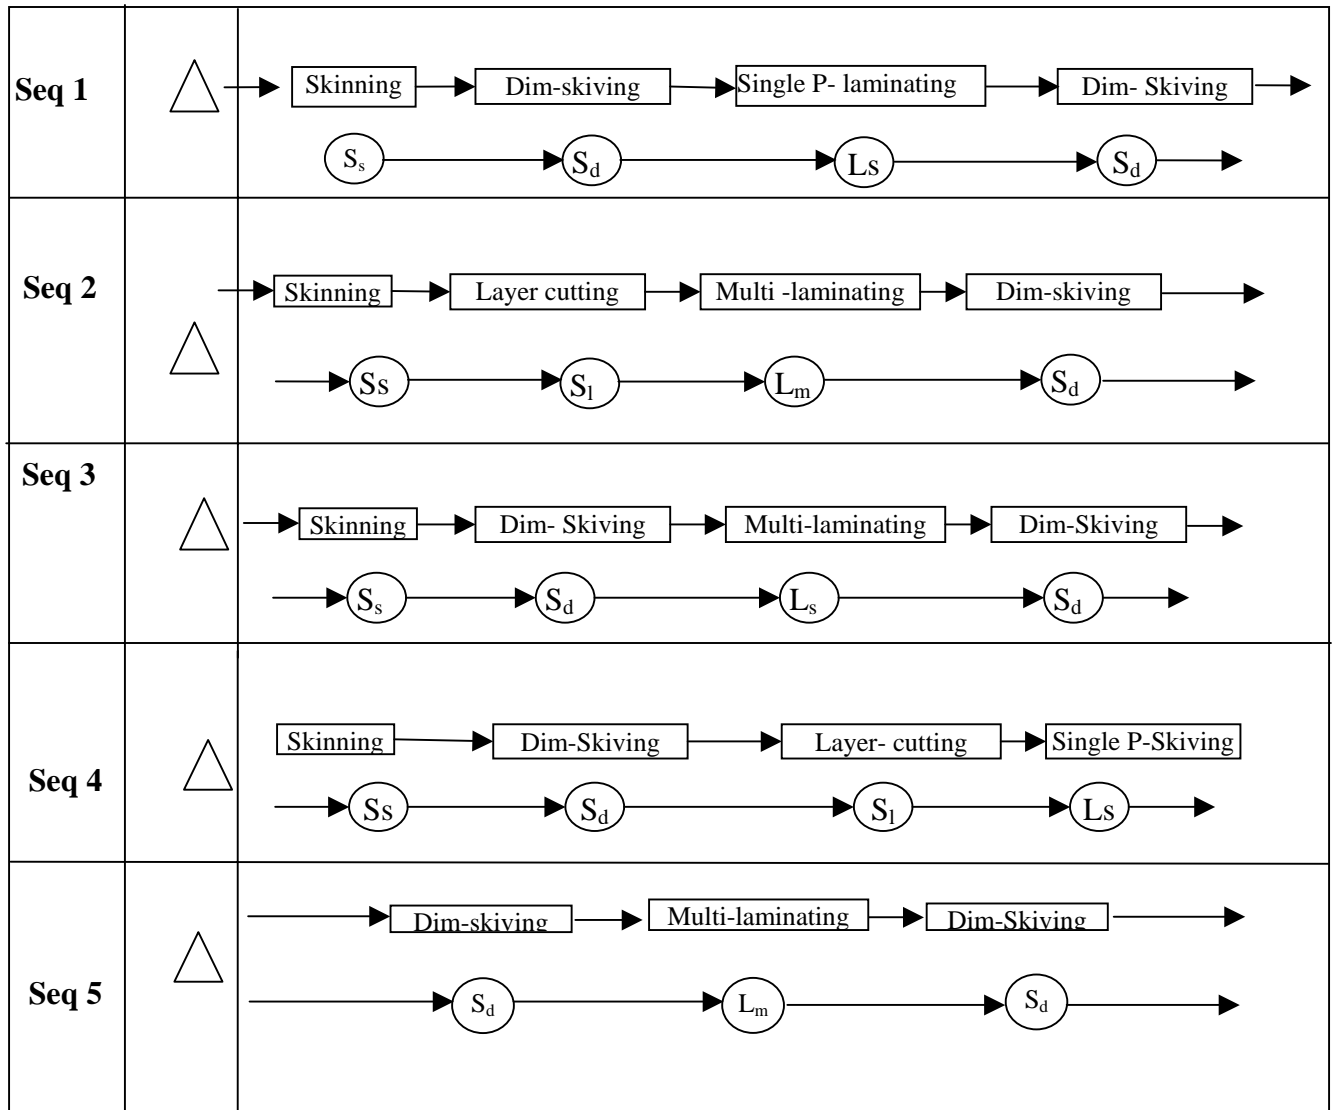 Seq 1
Skinning Dim-skiving Single P- laminating Dim- Skiving
Ss Sd Ls Sd
Seq 2
Skinning Layer cutting Multi -laminating Dim-skiving
Ss Sl Lm Sd
Seq 3
Skinning Dim- Skiving Multi-laminating Dim-Skiving
Ss Sd Ls Sd
Seq 4
Skinning Dim-Skiving Layer- cutting Single P-Skiving
Ss Sd Sl Ls
Seq 5
Dim-skiving Multi-laminating Dim-Skiving
Sd Lm Sd